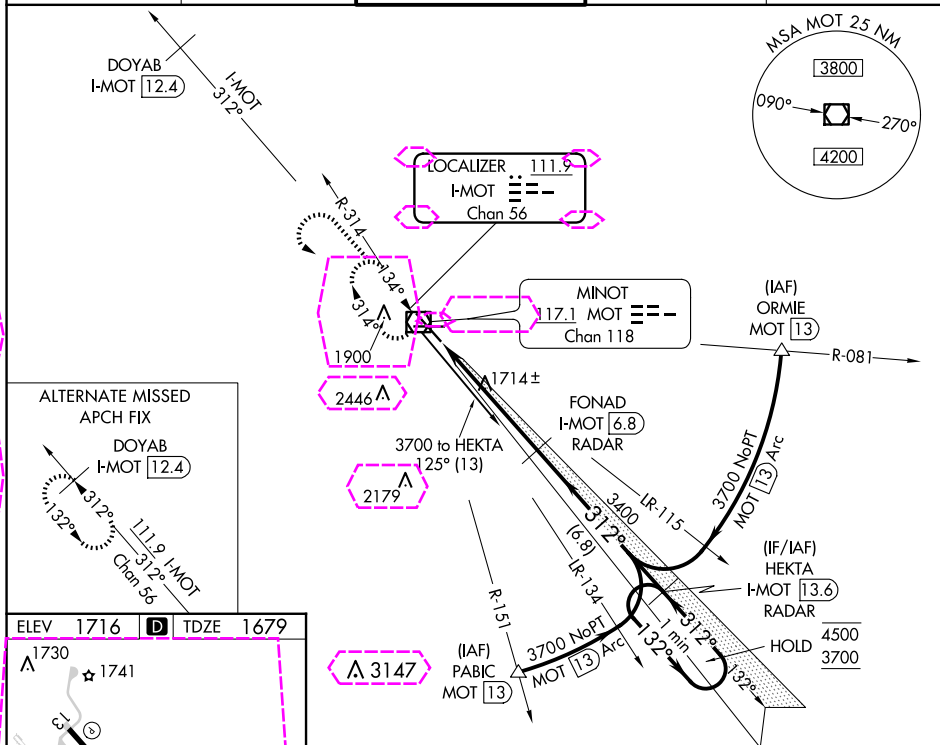 MSA MOT 25 NM
3800
090°
270°
4200
DOYAB
I-MOT 12.4
I-MOT
312°
LOCALIZER 111.9
I-MOT
Chan 56
R-314
134°
314°
1900
MINOT
117.1 MOT
Chan 118
(IAF)
ORMIE
MOT 13
R-081
2446
1714±
3700 to HEKTA
125° (13)
FONAD
I-MOT 6.8
RADAR
3700 NoPT
MOT 13 Arc
2179
3400
LR-115
312°
(6.8)
LR-134
(IF/IAF)
HEKTA
I-MOT 13.6
RADAR
ALTERNATE MISSED
APCH FIX
DOYAB
I-MOT 12.4
312°
132°
111.9 I-MOT
312°
Chan 56
R-151
3700 NoPT
MOT 13 Arc
(IAF)
PABIC
MOT 13
1 min
312°
132°
HOLD
4500
3700
132°
3147
ELEV 1716 D TDZE 1679
1730
1741
13
P